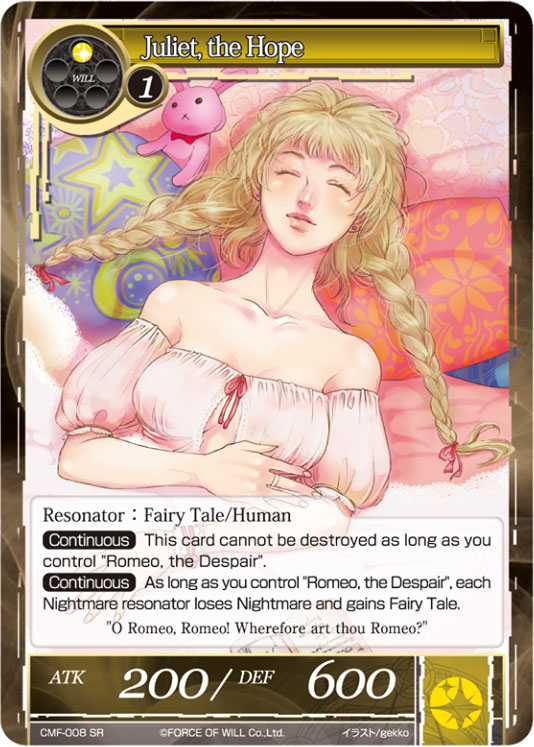 Juliet, the Hope
WILL
1
Resonator : Fairy Tale/Human
Continuous This card cannot be destroyed as long as you
control "Romeo, the Despair".
Continuous As long as you control "Romeo, the Despair", each
Nightmare resonator loses Nightmare and gains Fairy Tale.
"O Romeo, Romeo! Wherefore art thou Romeo?"
ATK 200 / DEF 600
CMF-008 SR ©FORCE OF WILL Co.,Ltd. イラスト/gekko